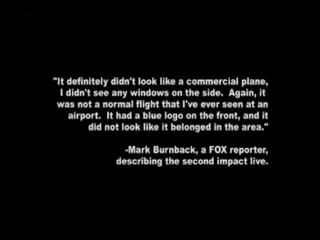 "It definitely didn't look like a commercial plane,
I didn't see any windows on the side. Again, it
was not a normal flight that I've ever seen at an
airport. It had a blue logo on the front, and it
did not look like it belonged in the area."
-Mark Burnback, a FOX reporter,
describing the second impact live.